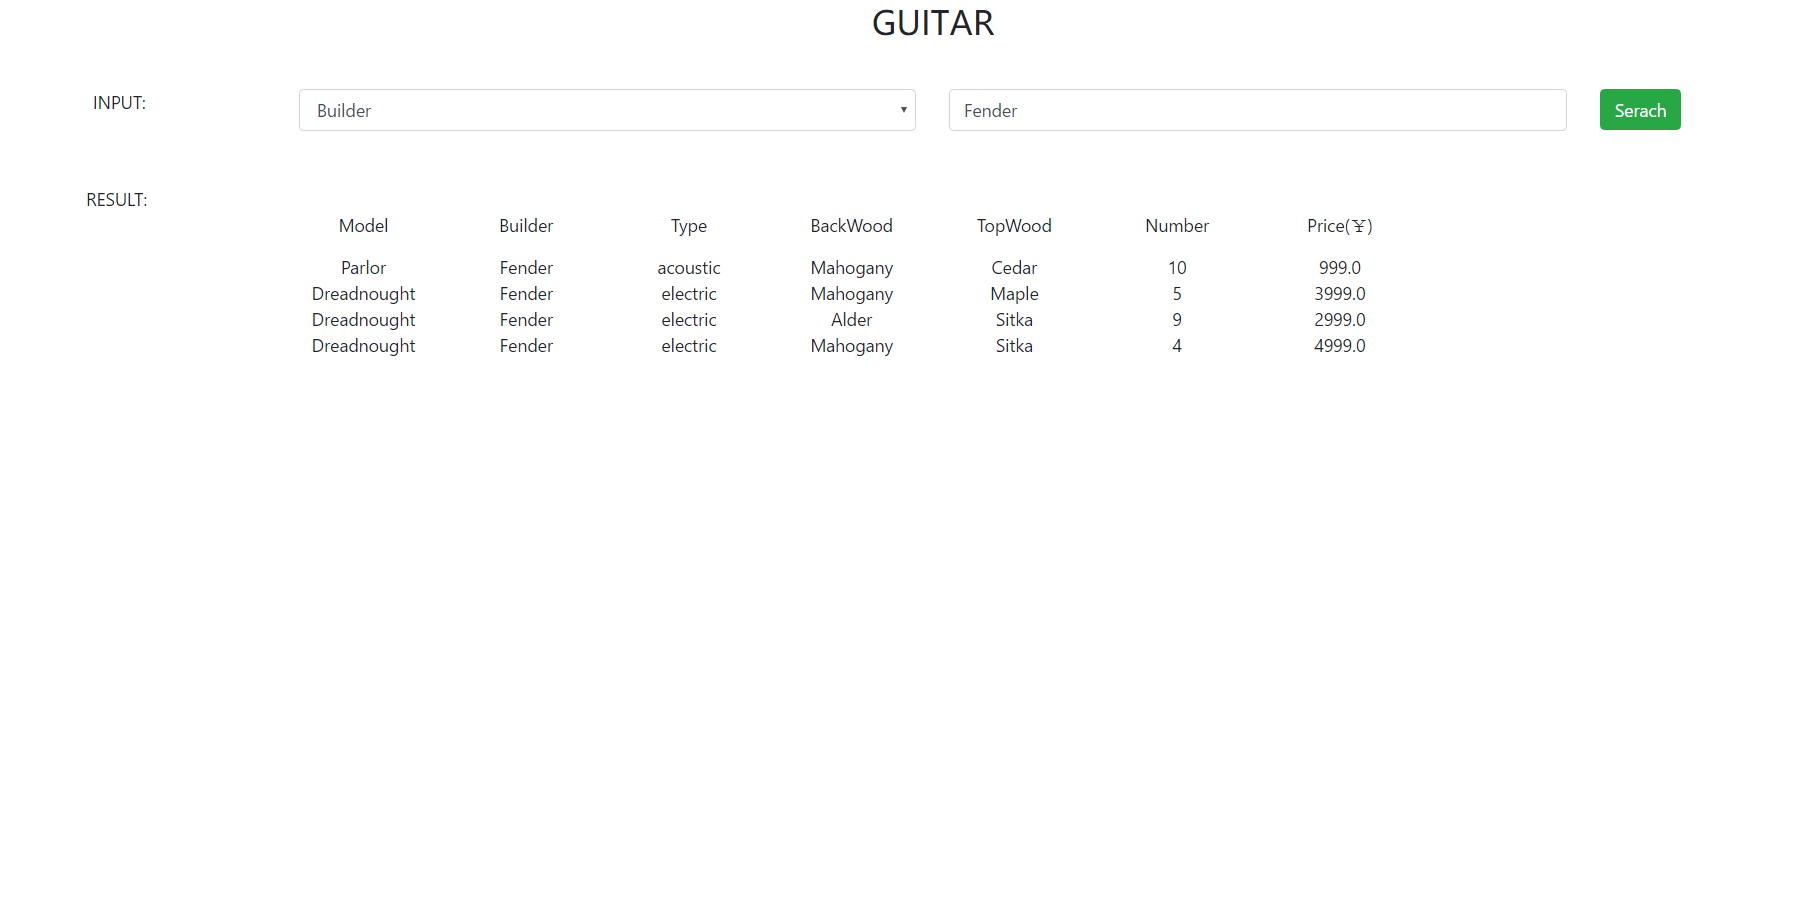 GUITAR
INPUT: Builder Fender Serach
RESULT:
Model Builder Type BackWood TopWood Number Price(¥)
Parlor Fender acoustic Mahogany Cedar 10 999.0
Dreadnought Fender electric Mahogany Maple 5 3999.0
Dreadnought Fender electric Alder Sitka 9 2999.0
Dreadnought Fender electric Mahogany Sitka 4 4999.0